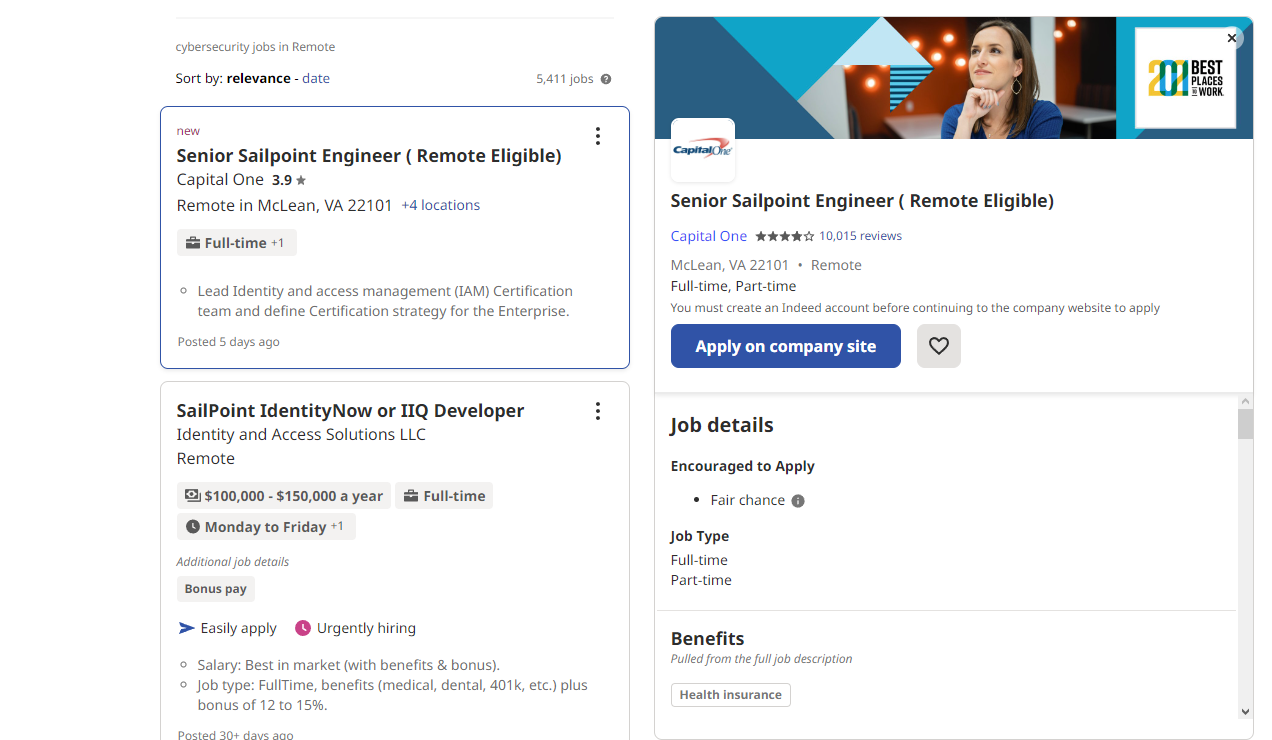 cybersecurity jobs in Remote
Sort by: relevance - date
5,411 jobs
new
Senior Sailpoint Engineer ( Remote Eligible)
Capital One 3.9
Remote in McLean, VA 22101 +4 locations
Full-time +1
Lead Identity and access management (IAM) Certification
team and define Certification strategy for the Enterprise.
Posted 5 days ago
SailPoint IdentityNow or IIQ Developer
Identity and Access Solutions LLC
Remote
$100,000 - $150,000 a year
Full-time
Monday to Friday +1
Additional job details
Bonus pay
Easily apply
Urgently hiring
Salary: Best in market (with benefits & bonus).
Job type: FullTime, benefits (medical, dental, 401k, etc.) plus
bonus of 12 to 15%.
Posted 30+ days ago
2021 BEST
PLACES
TO WORK
Capital One
Senior Sailpoint Engineer ( Remote Eligible)
Capital One 10,015 reviews
McLean, VA 22101 • Remote
Full-time, Part-time
You must create an Indeed account before continuing to the company website to apply
Apply on company site
Job details
Encouraged to Apply
Fair chance
Job Type
Full-time
Part-time
Benefits
Pulled from the full job description
Health insurance